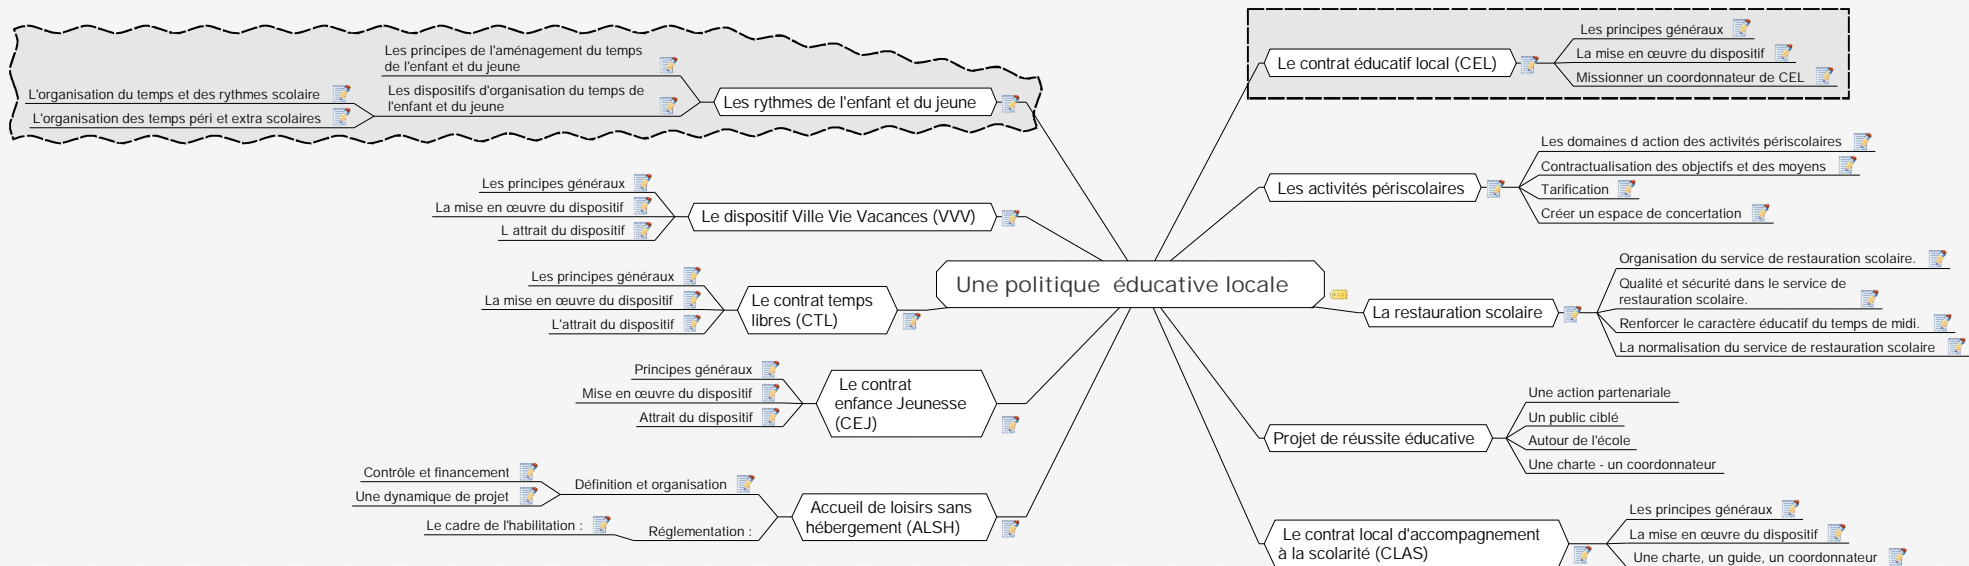 Une politique  éducative locale
Le contrat éducatif local (CEL)
Les principes généraux
La mise en œuvre du dispositif
Missionner un coordonnateur de CEL
Les activités périscolaires
Les domaines d action des activités périscolaires
Contractualisation des objectifs et des moyens
Tarification
Créer un espace de concertation
La restauration scolaire
Organisation du service de restauration scolaire.
Qualité et sécurité dans le service de
restauration scolaire.
Renforcer le caractère éducatif du temps de midi.
La normalisation du service de restauration scolaire
Projet de réussite éducative
Une action partenariale
Un public ciblé
Autour de l'école
Une charte - un coordonnateur
Le contrat local d'accompagnement
à la scolarité (CLAS)
Les principes généraux
La mise en œuvre du dispositif
Une charte, un guide, un coordonnateur
Les rythmes de l'enfant et du jeune
Les principes de l'aménagement du temps
de l'enfant et du jeune
Les dispositifs d'organisation du temps de
l'enfant et du jeune
L'organisation du temps et des rythmes scolaire
L'organisation des temps péri et extra scolaires
Le dispositif Ville Vie Vacances (VVV)
Les principes généraux
La mise en œuvre du dispositif
L attrait du dispositif
Le contrat temps
libres (CTL)
Les principes généraux
La mise en œuvre du dispositif
L'attrait du dispositif
Le contrat
enfance Jeunesse
(CEJ)
Principes généraux
Mise en œuvre du dispositif
Attrait du dispositif
Accueil de loisirs sans
hébergement (ALSH)
Définition et organisation
Contrôle et financement
Une dynamique de projet
Réglementation :
Le cadre de l'habilitation :